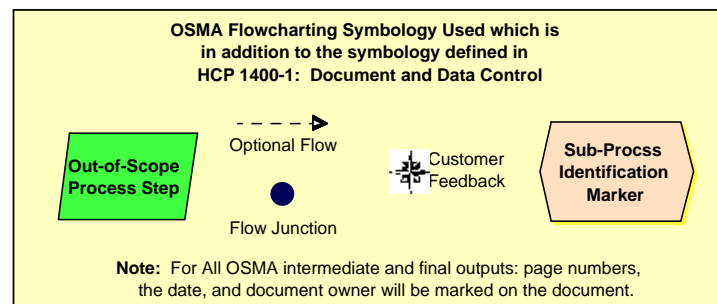 OSMA Flowcharting Symbology Used which is
in addition to the symbology defined in
HCP 1400-1:  Document and Data Control
Out-of-Scope
Process Step
Optional Flow
Flow Junction
Customer
Feedback
Sub-Procss
Identification
Marker
Note:  For All OSMA intermediate and final outputs: page numbers,
the date, and document owner will be marked on the document.